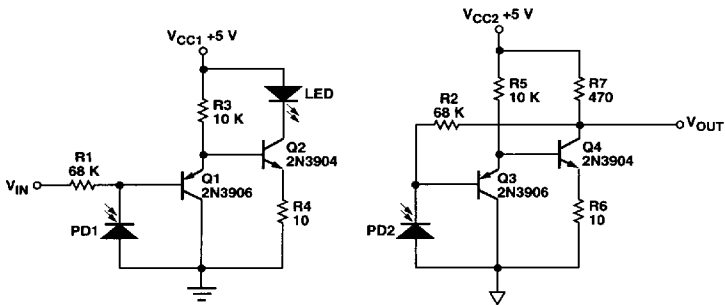 VCC1 +5 V
LED
R3
10 K
Q2
2N3904
R1
68 K
VIN
Q1
2N3906
R4
10
PD1
VCC2 +5 V
R5
10 K
R7
470
R2
68 K
VOUT
Q4
2N3904
Q3
2N3906
R6
10
PD2